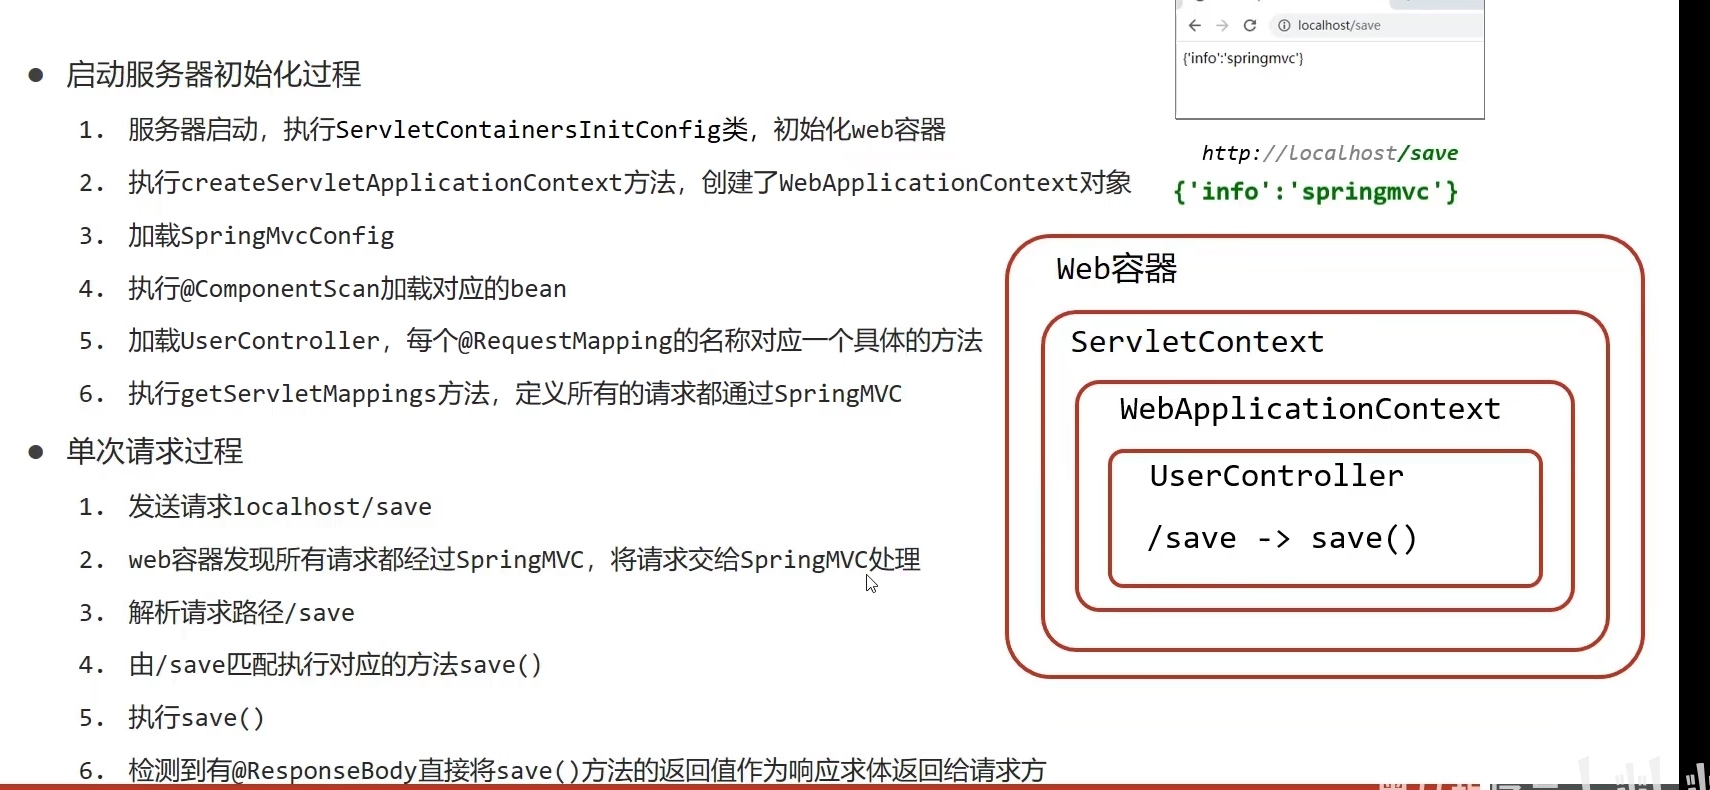 localhost/save
{'info':'springmvc'}
http://localhost/save
{'info':'springmvc'}
启动服务器初始化过程
1. 服务器启动，执行ServletContainersInitConfig类，初始化web容器
2. 执行createServletApplicationContext方法，创建了WebApplicationContext对象
3. 加载SpringMvcConfig
4. 执行@ComponentScan加载对应的bean
5. 加载UserController，每个@RequestMapping的名称对应一个具体的方法
6. 执行getServletMappings方法，定义所有的请求都通过SpringMVC
单次请求过程
1. 发送请求localhost/save
2. web容器发现所有请求都经过SpringMVC，将请求交给SpringMVC处理
3. 解析请求路径/save
4. 由/save匹配执行对应的方法save()
5. 执行save()
6. 检测到有@ResponseBody直接将save()方法的返回值作为响应求体返回给请求方
Web容器
ServletContext
WebApplicationContext
UserController
/save -> save()